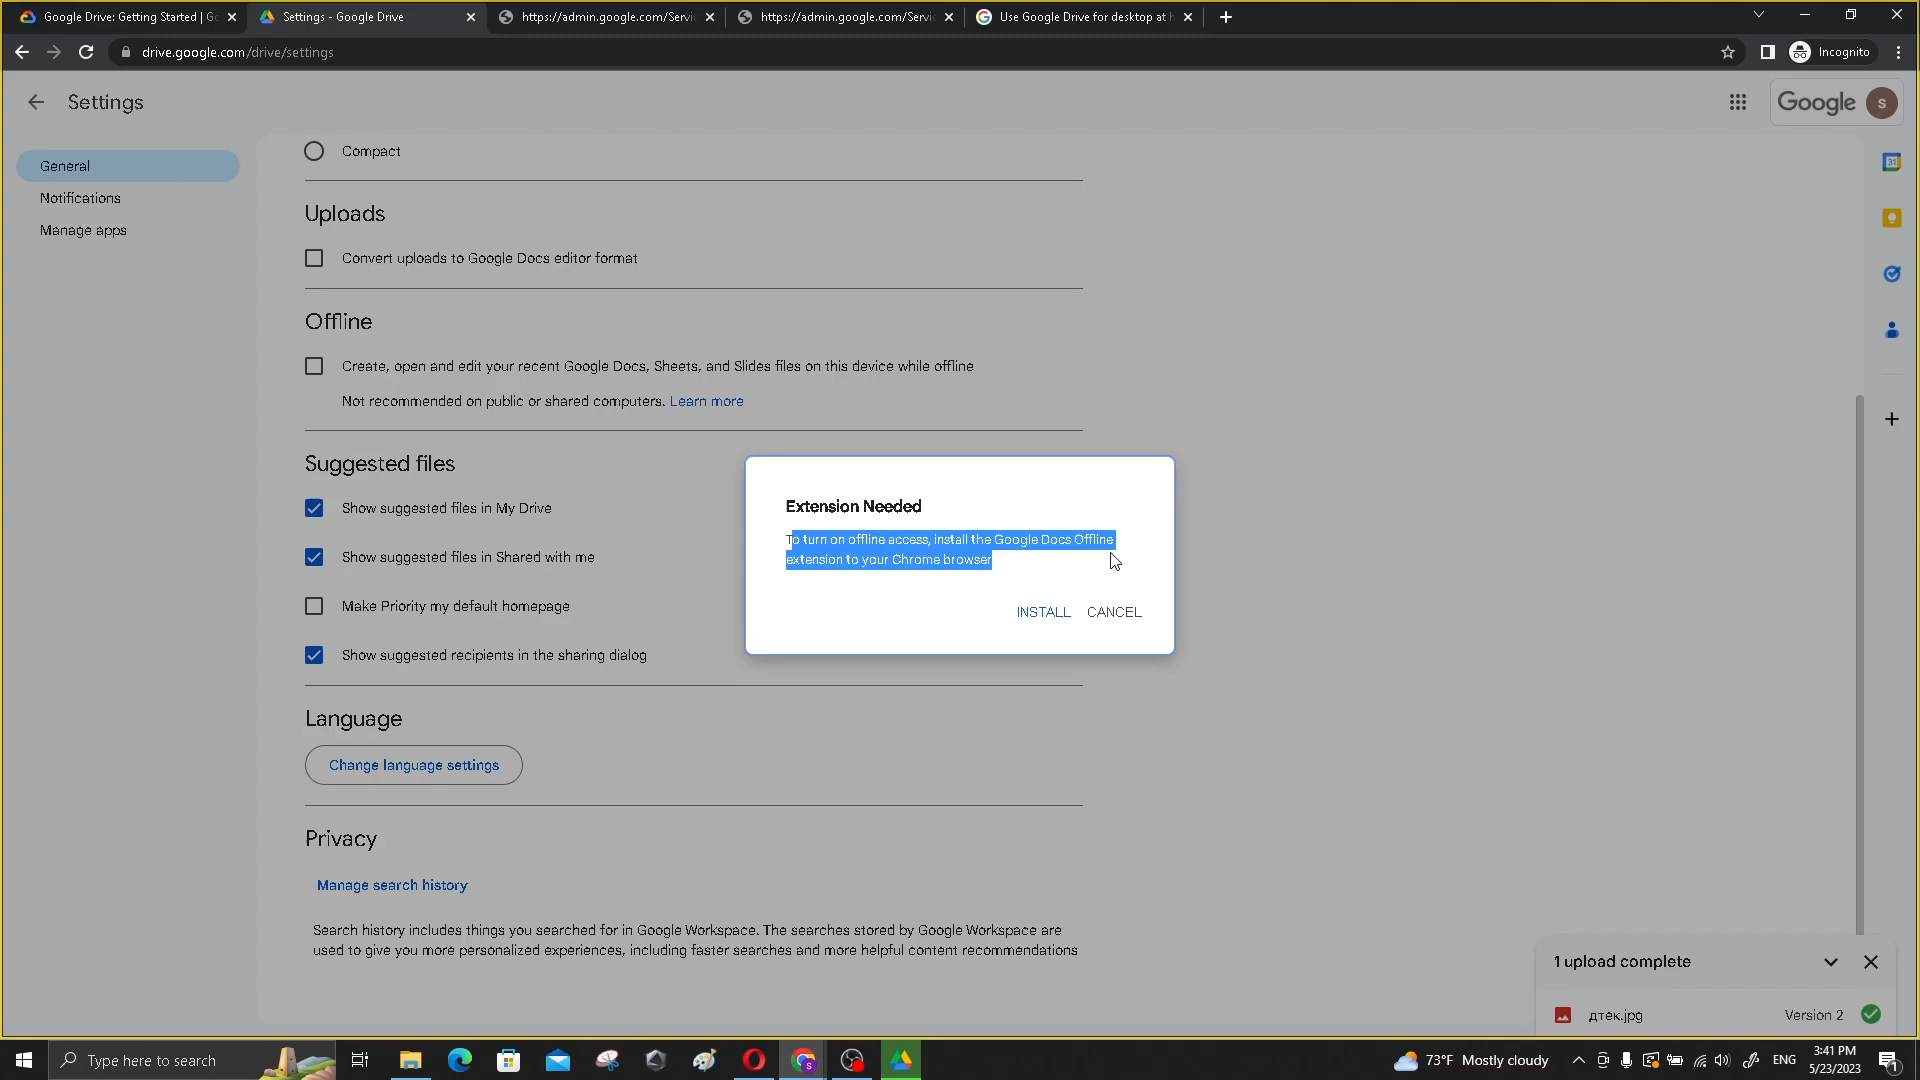 Google Drive: Getting Started | Go
Settings - Google Drive
https://admin.google.com/Servi
https://admin.google.com/Servic
Use Google Drive for desktop at h
drive.google.com/drive/settings
Incognito
Settings
Google
s
General
Notifications
Manage apps
Compact
Uploads
Convert uploads to Google Docs editor format
Offline
Create, open and edit your recent Google Docs, Sheets, and Slides files on this device while offline
Not recommended on public or shared computers. Learn more
Suggested files
Show suggested files in My Drive
Show suggested files in Shared with me
Make Priority my default homepage
Show suggested recipients in the sharing dialog
Extension Needed
To turn on offline access, install the Google Docs Offline
extension to your Chrome browser
INSTALL CANCEL
Language
Change language settings
Privacy
Manage search history
Search history includes things you searched for in Google Workspace. The searches stored by Google Workspace are
used to give you more personalized experiences, including faster searches and more helpful content recommendations
31
1 upload complete
дтек.jpg
Version 2
Type here to search
73°F Mostly cloudy
ENG
3:41 PM
5/23/2023
1